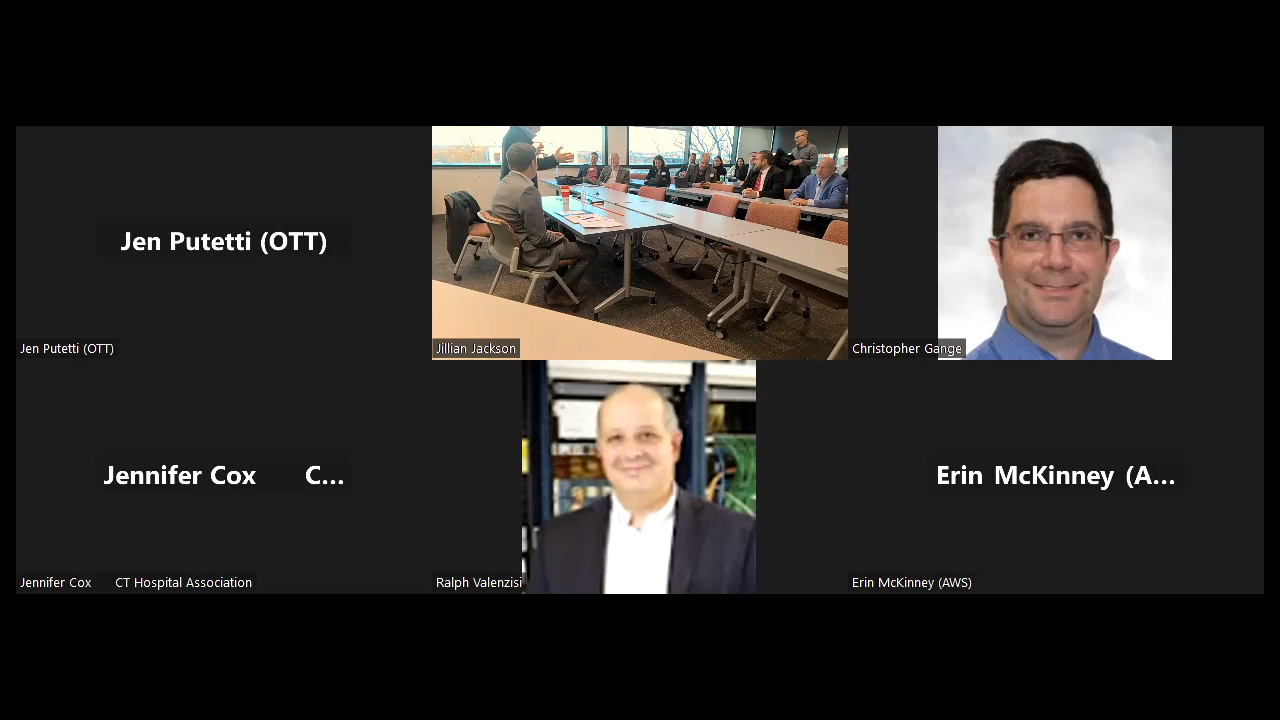 Jen Putetti (OTT)
Jen Putetti (OTT)
Jillian Jackson
Christopher Gange
Jennifer Cox C...
Erin McKinney (A...
Jennifer Cox CT Hospital Association
Ralph Valenzisi
Erin McKinney (AWS)